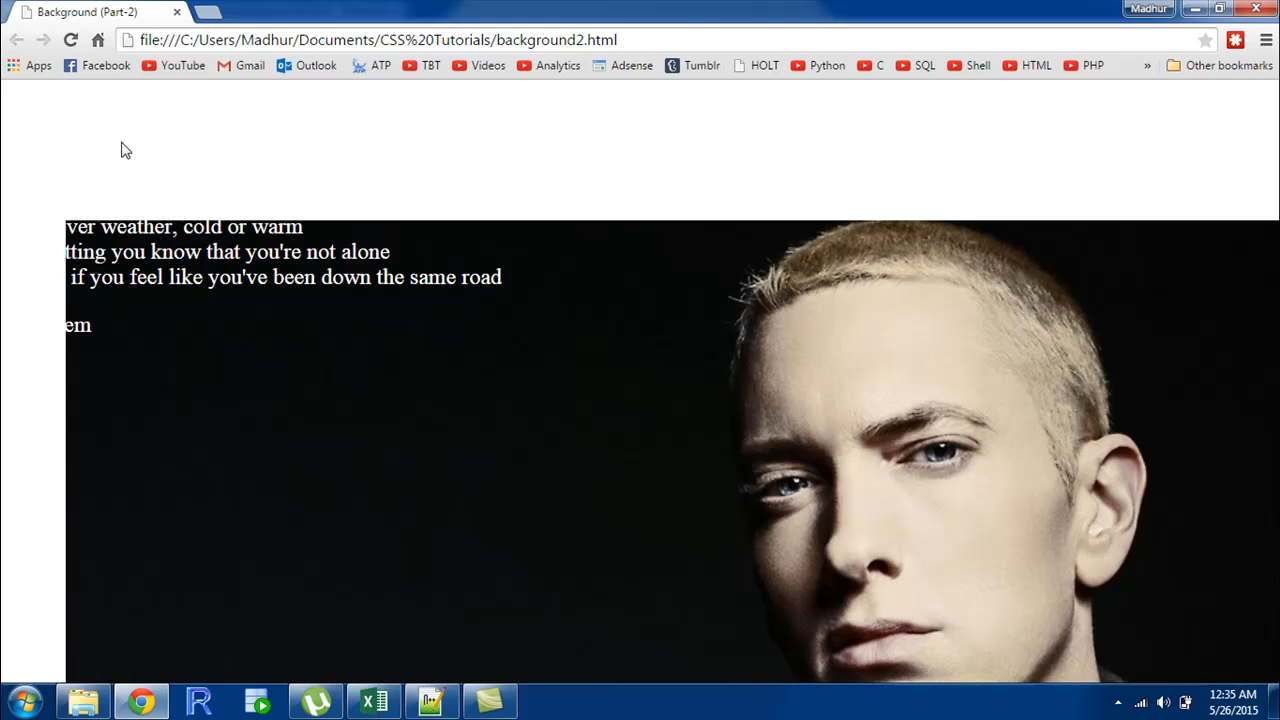 Background (Part-2)
Madhur
file:///C:/Users/Madhur/Documents/CSS%20Tutorials/background2.html
Apps Facebook YouTube Gmail Outlook ATP TBT Videos Analytics Adsense Tumblr HOLT Python C SQL Shell HTML PHP » Other bookmarks
ver weather, cold or warm
tting you know that you're not alone
if you feel like you've been down the same road
em
12:35 AM
5/26/2015